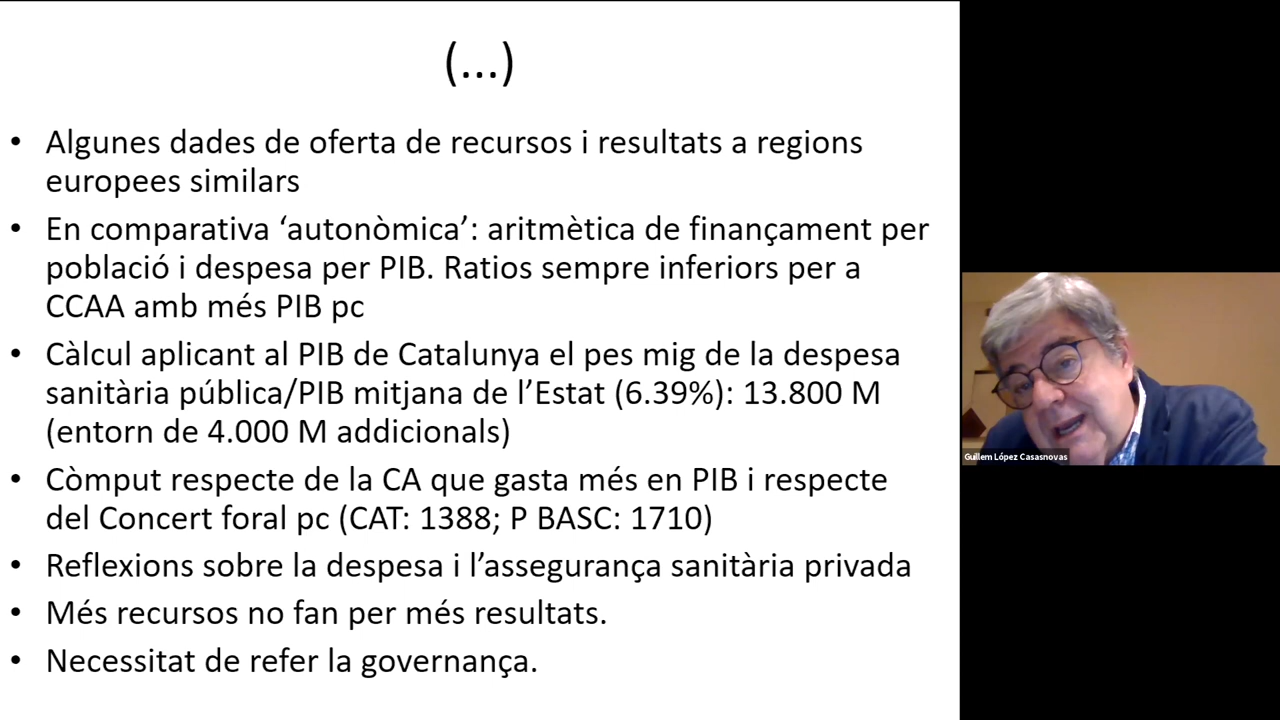 (...)
• Algunes dades de oferta de recursos i resultats a regions
europees similars
• En comparativa ‘autonòmica’: aritmètica de finançament per
població i despesa per PIB. Ratios sempre inferiors per a
CCAA amb més PIB pc
• Càlcul aplicant al PIB de Catalunya el pes mig de la despesa
sanitària pública/PIB mitjana de l’Estat (6.39%): 13.800 M
(entorn de 4.000 M addicionals)
• Còmput respecte de la CA que gasta més en PIB i respecte
del Concert foral pc (CAT: 1388; P BASC: 1710)
• Reflexions sobre la despesa i l’assegurança sanitària privada
• Més recursos no fan per més resultats.
• Necessitat de refer la governança.
Guillem López Casasnovas